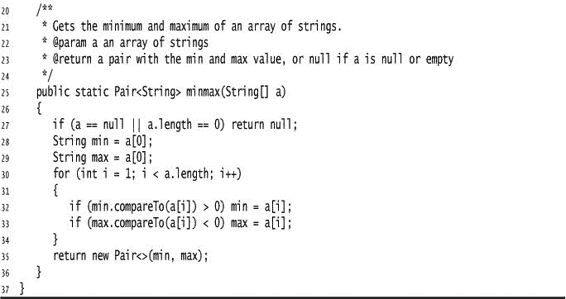 20 /**
21 * Gets the minimum and maximum of an array of strings.
22 * @param a an array of strings
23 * @return a pair with the min and max value, or null if a is null or empty
24 */
25 public static Pair<String> minmax(String[] a)
26 {
27 if (a == null || a.length == 0) return null;
28 String min = a[0];
29 String max = a[0];
30 for (int i = 1; i < a.length; i++)
31 {
32 if (min.compareTo(a[i]) > 0) min = a[i];
33 if (max.compareTo(a[i]) < 0) max = a[i];
34 }
35 return new Pair<>(min, max);
36 }
37 }